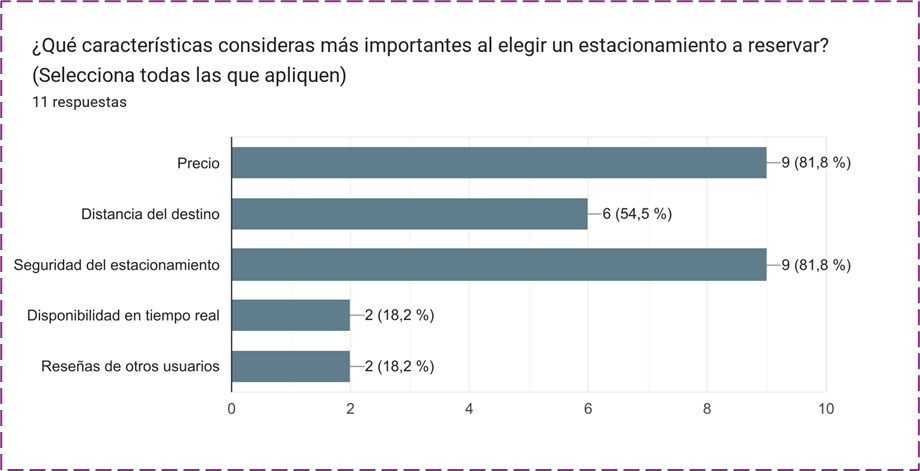 ¿Qué características consideras más importantes al elegir un estacionamiento a reservar?
(Selecciona todas las que apliquen)
11 respuestas
Precio 9 (81,8 %)
Distancia del destino 6 (54,5 %)
Seguridad del estacionamiento 9 (81,8 %)
Disponibilidad en tiempo real 2 (18,2 %)
Reseñas de otros usuarios 2 (18,2 %)
0 2 4 6 8 10